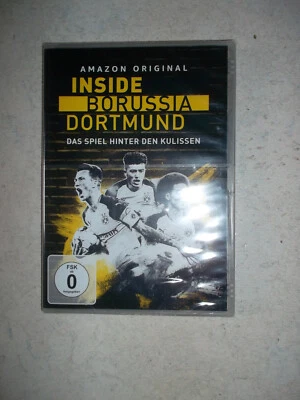 AMAZON ORIGINAL
INSIDE
BORUSSIA
DORTMUND
DAS SPIEL HINTER DEN KULISSEN
FSK
0